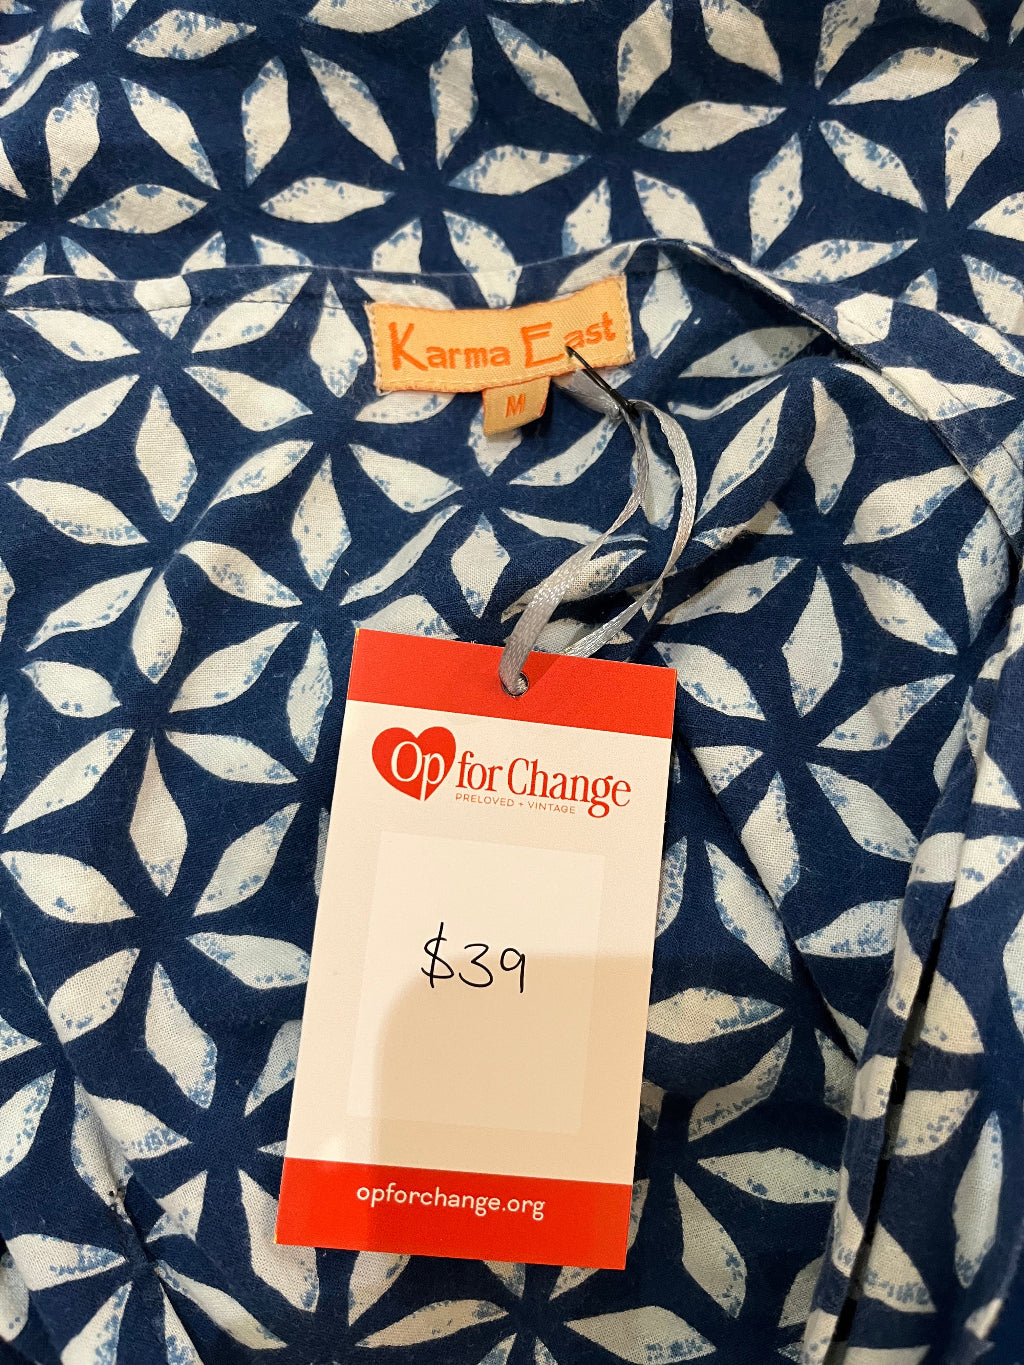 Karma East
M
Op for Change
PRELOVED + VINTAGE
$39
opforchange.org